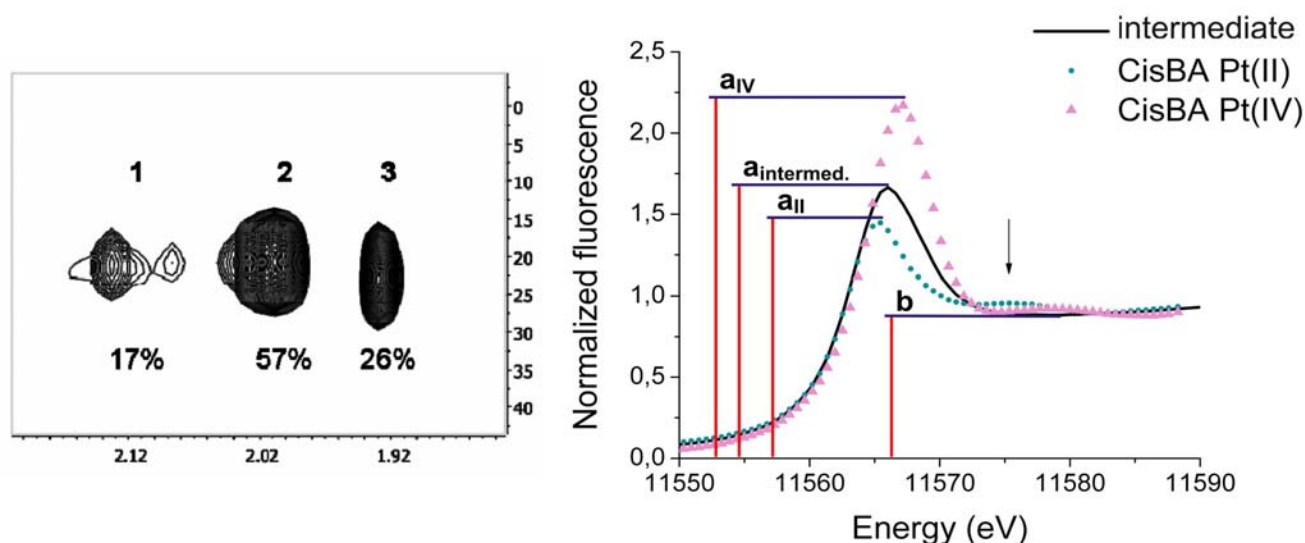 1 2 3
17% 57% 26%
0
5
10
15
20
25
30
35
40
2.12 2.02 1.92
intermediate
CisBA Pt(II)
CisBA Pt(IV)
Normalized fluorescence
2,5
2,0
1,5
1,0
0,5
0,0
aIV
aintermed.
aII
b
11550 11560 11570 11580 11590
Energy (eV)